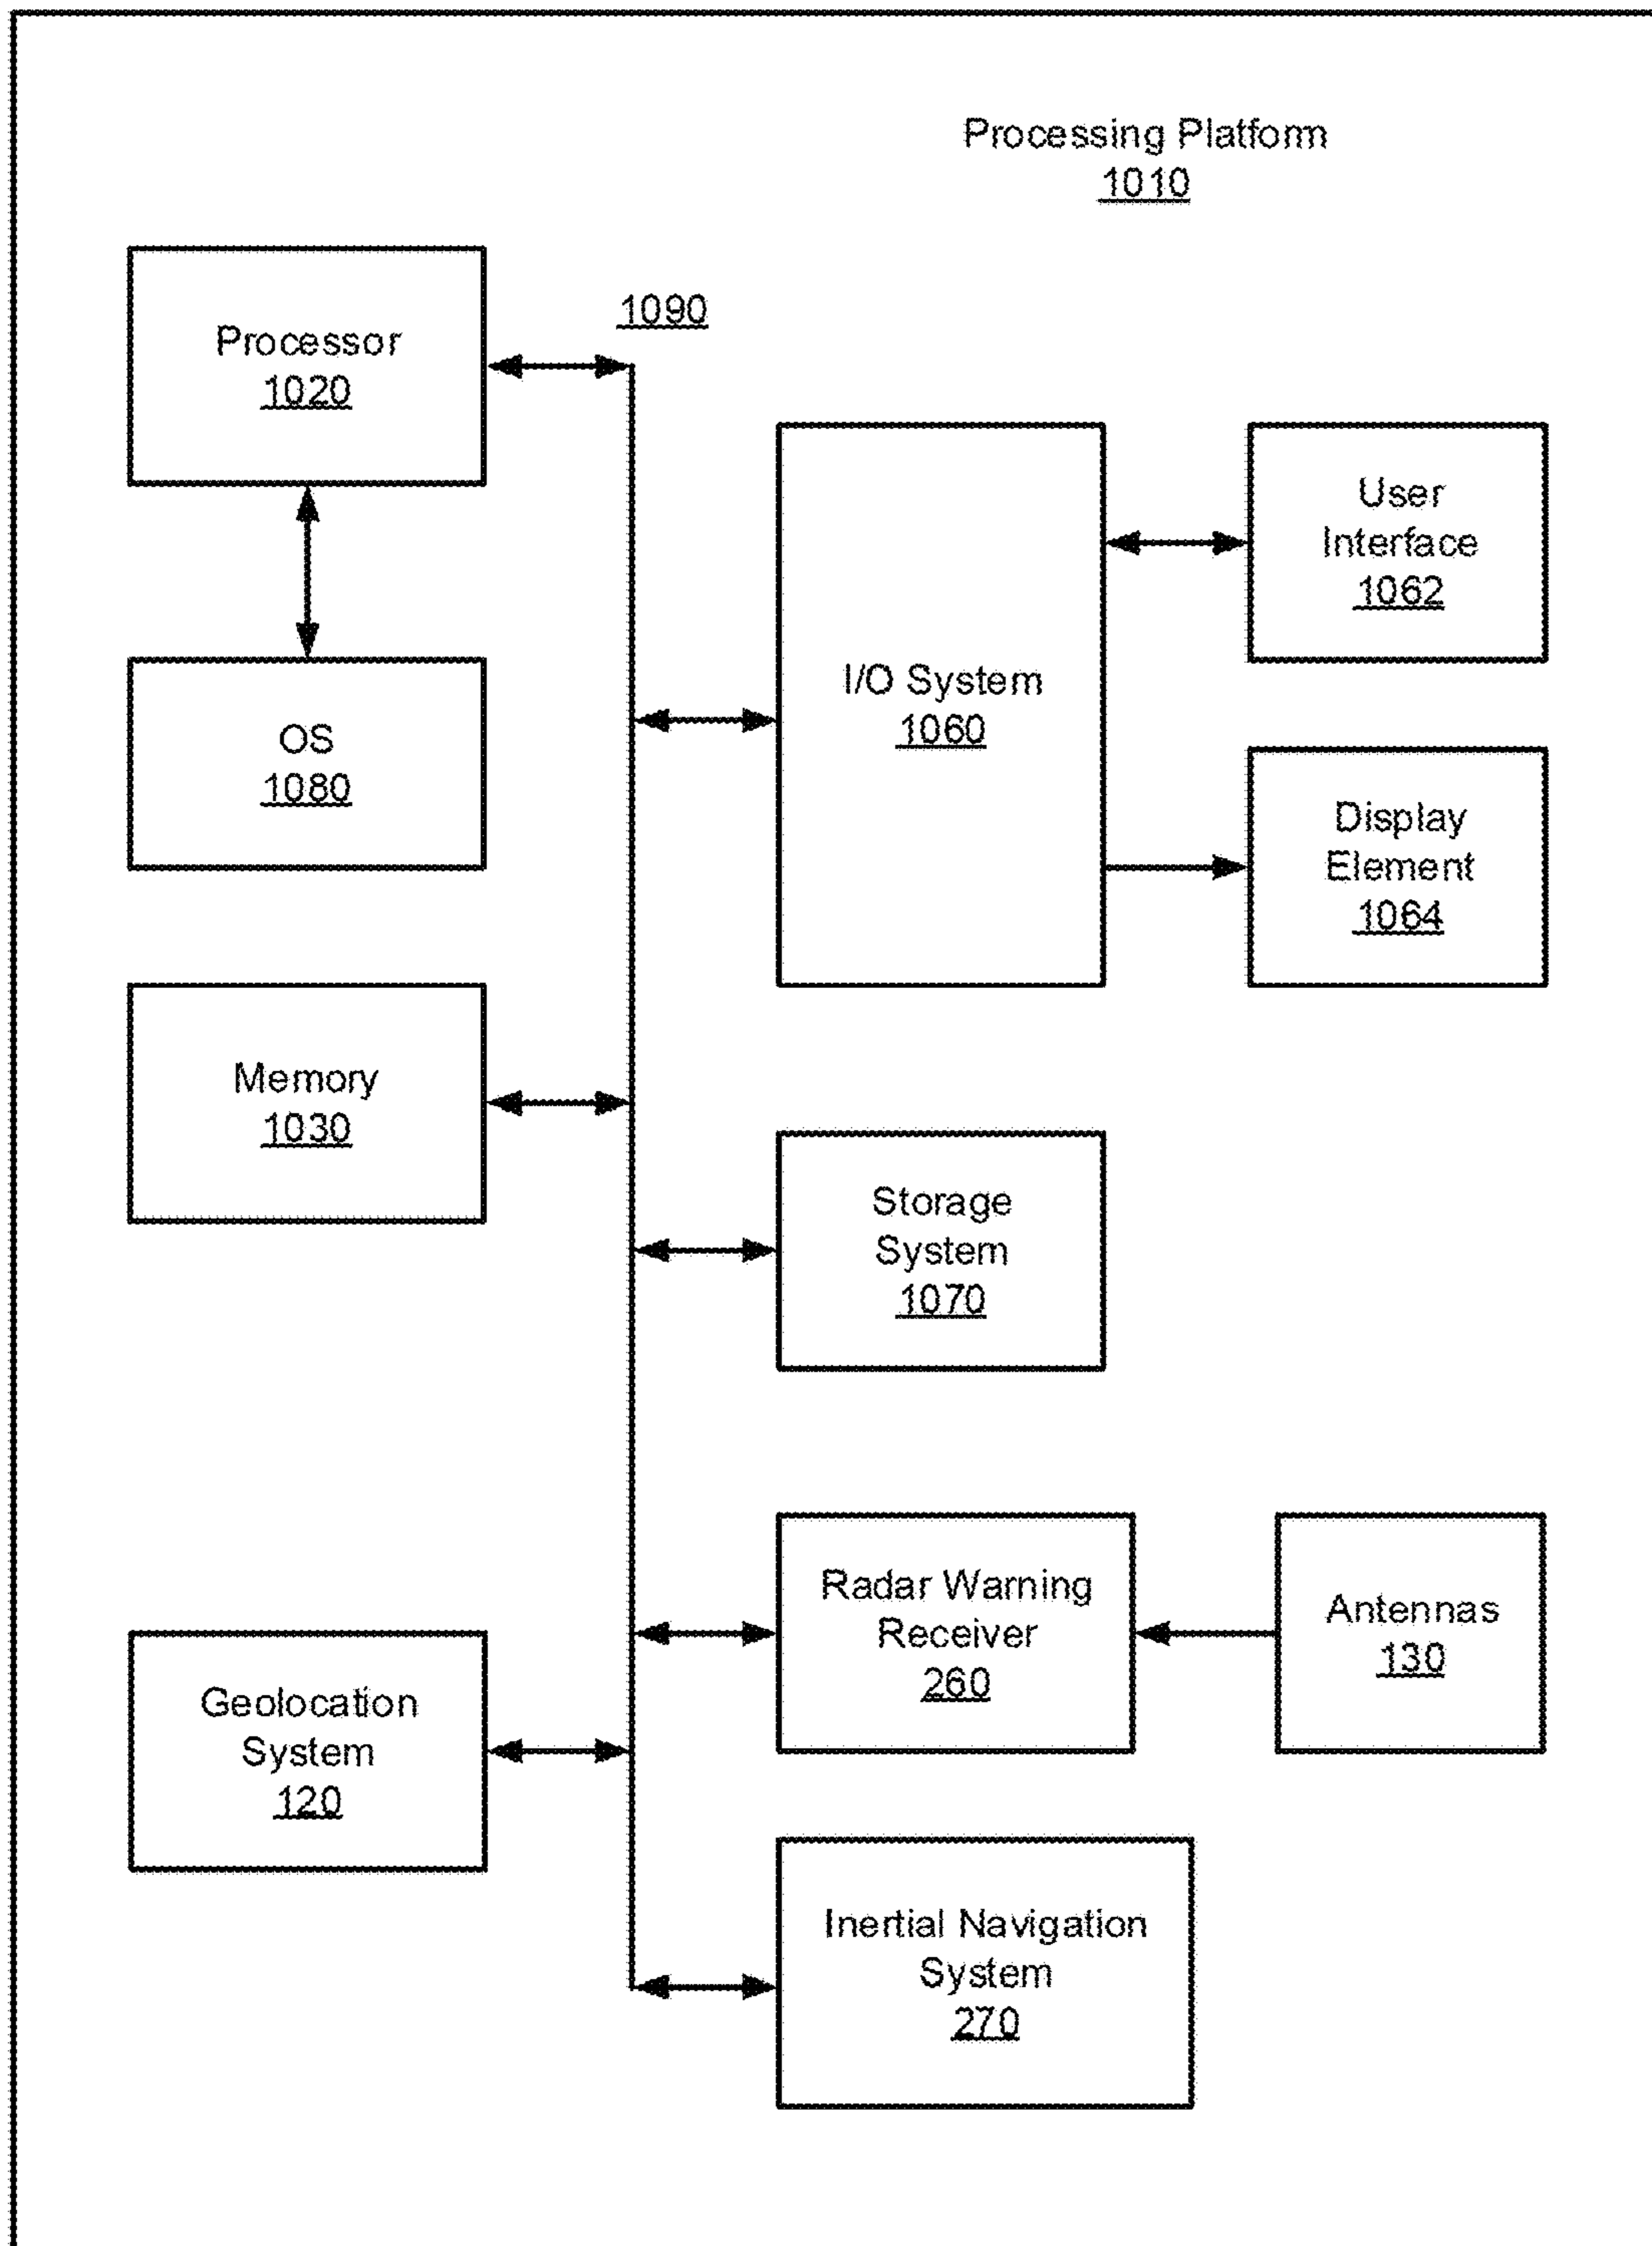 Processing Platform
1010
Processor
1020
1090
User
Interface
1062
I/O System
1060
OS
1080
Display
Element
1064
Memory
1030
Storage
System
1070
Radar Warning
Receiver
260
Antennas
130
Geolocation
System
120
Inertial Navigation
System
270